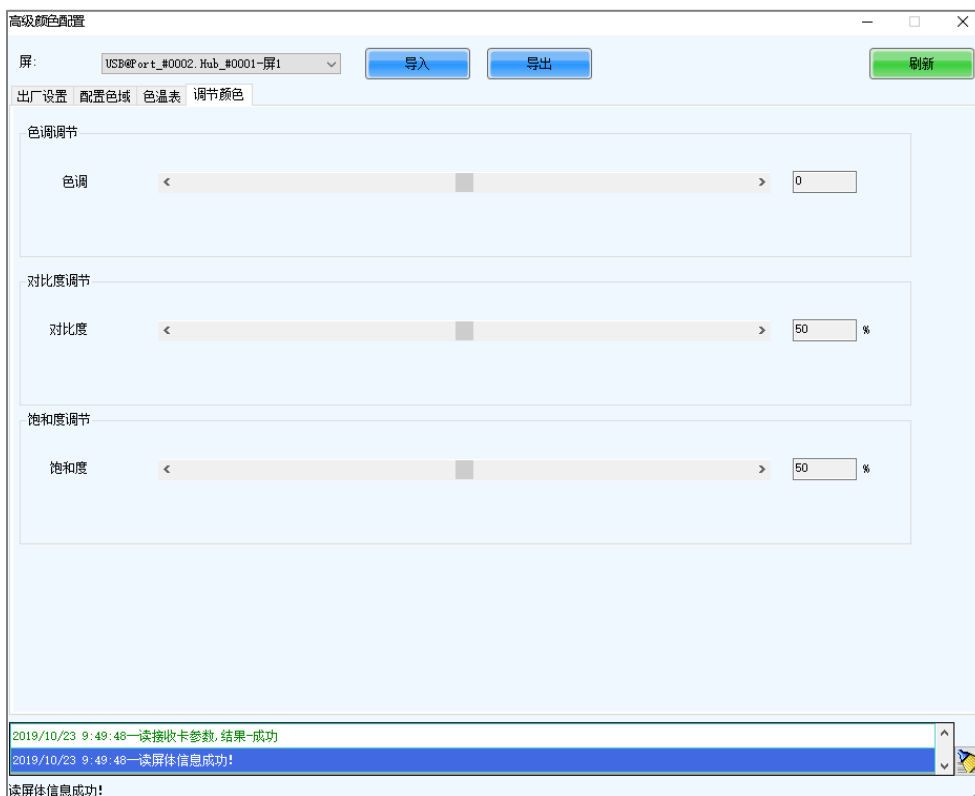 高级颜色配置
屏: USB@Port_#0002.Hub_#0001-屏1 导入 导出 刷新
出厂设置 配置色域 色温表 调节颜色
色调调节
色调 0
对比度调节
对比度 50 %
饱和度调节
饱和度 50 %
2019/10/23 9:49:48—读接收卡参数,结果-成功
2019/10/23 9:49:48—读屏体信息成功!
读屏体信息成功!